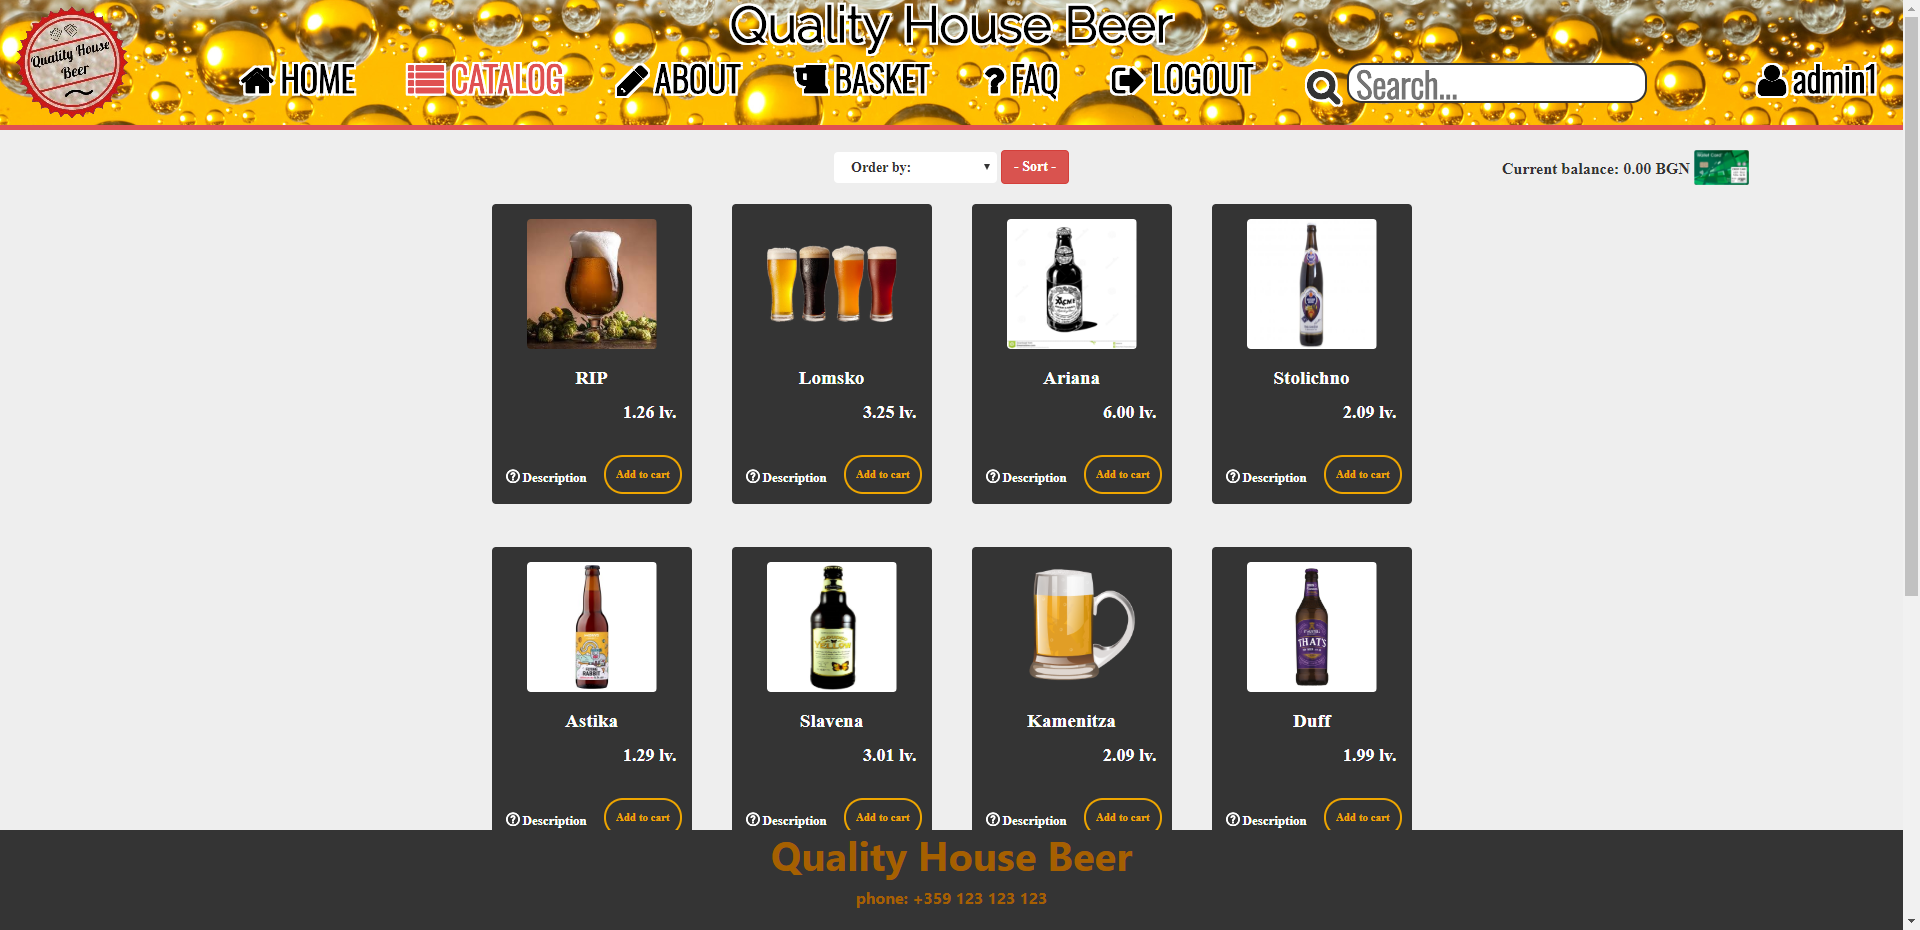 Quality House Beer
Quality House
Beer
HOME
CATALOG
ABOUT
BASKET
FAQ
LOGOUT
Search...
admin1
Order by:
- Sort -
Current balance: 0.00 BGN
RIP
1.26 lv.
Description
Add to cart
Lomsko
3.25 lv.
Description
Add to cart
Ariana
6.00 lv.
Description
Add to cart
Stolichno
2.09 lv.
Description
Add to cart
Astika
1.29 lv.
Description
Add to cart
YELLOW
Slavena
3.01 lv.
Description
Add to cart
Kamenitza
2.09 lv.
Description
Add to cart
THAT'S
Duff
1.99 lv.
Description
Add to cart
Quality House Beer
phone: +359 123 123 123